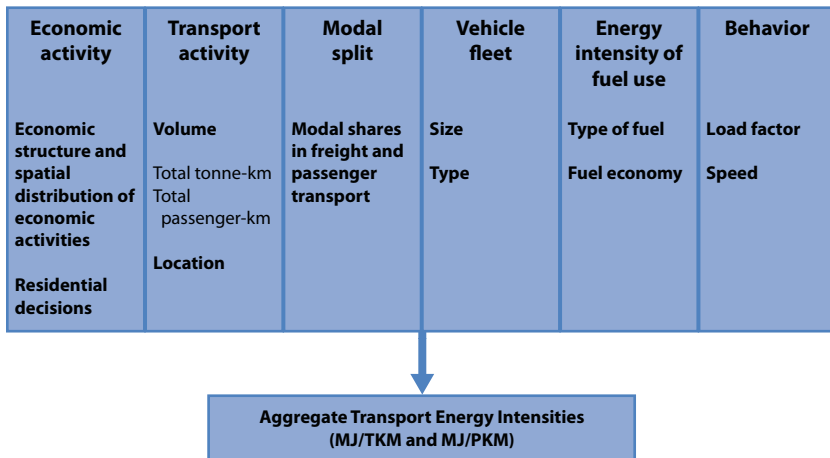 Economic
activity
Economic
structure and
spatial
distribution of
economic
activities
Residential
decisions
Transport
activity
Volume
Total tonne-km
Total
passenger-km
Location
Modal
split
Modal shares
in freight and
passenger
transport
Vehicle
fleet
Size
Type
Energy
intensity of
fuel use
Type of fuel
Fuel economy
Behavior
Load factor
Speed
Aggregate Transport Energy Intensities
(MJ/TKM and MJ/PKM)